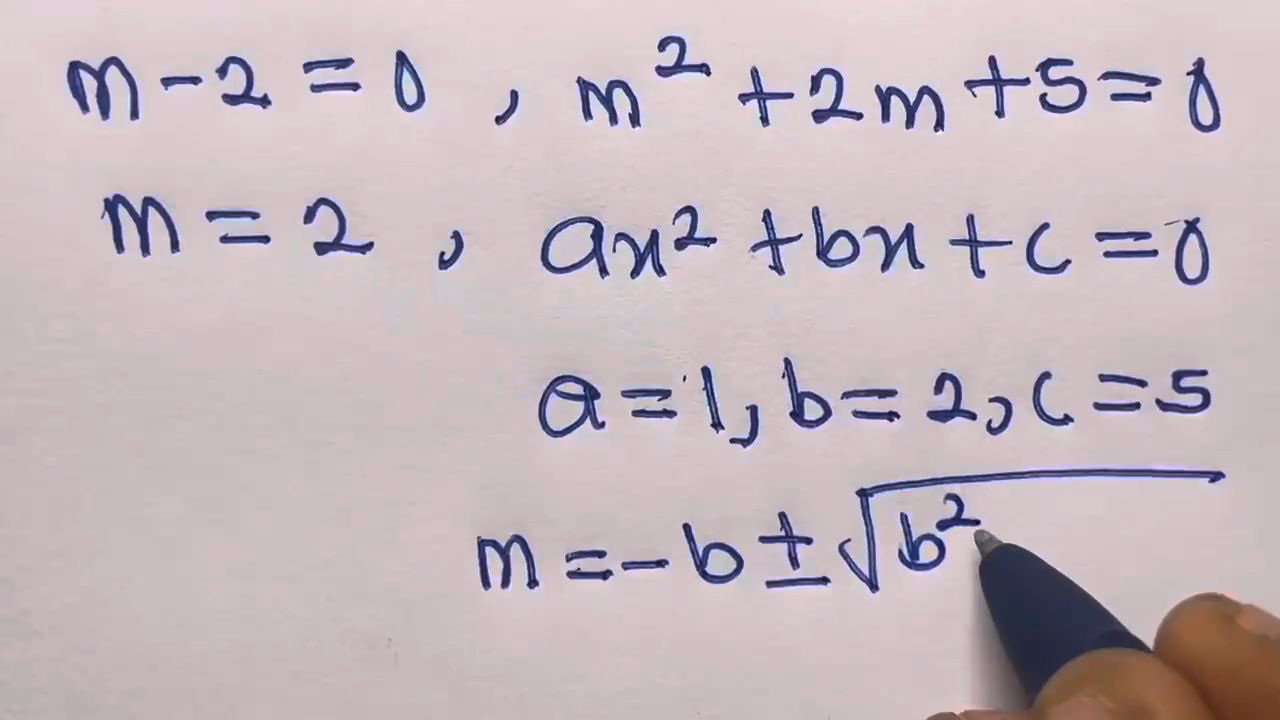 m - 2 = 0 , m² + 2m + 5 = 0
m = 2 , ax² + bx + c = 0
a = 1, b = 2, c = 5
m = - b ± √b²